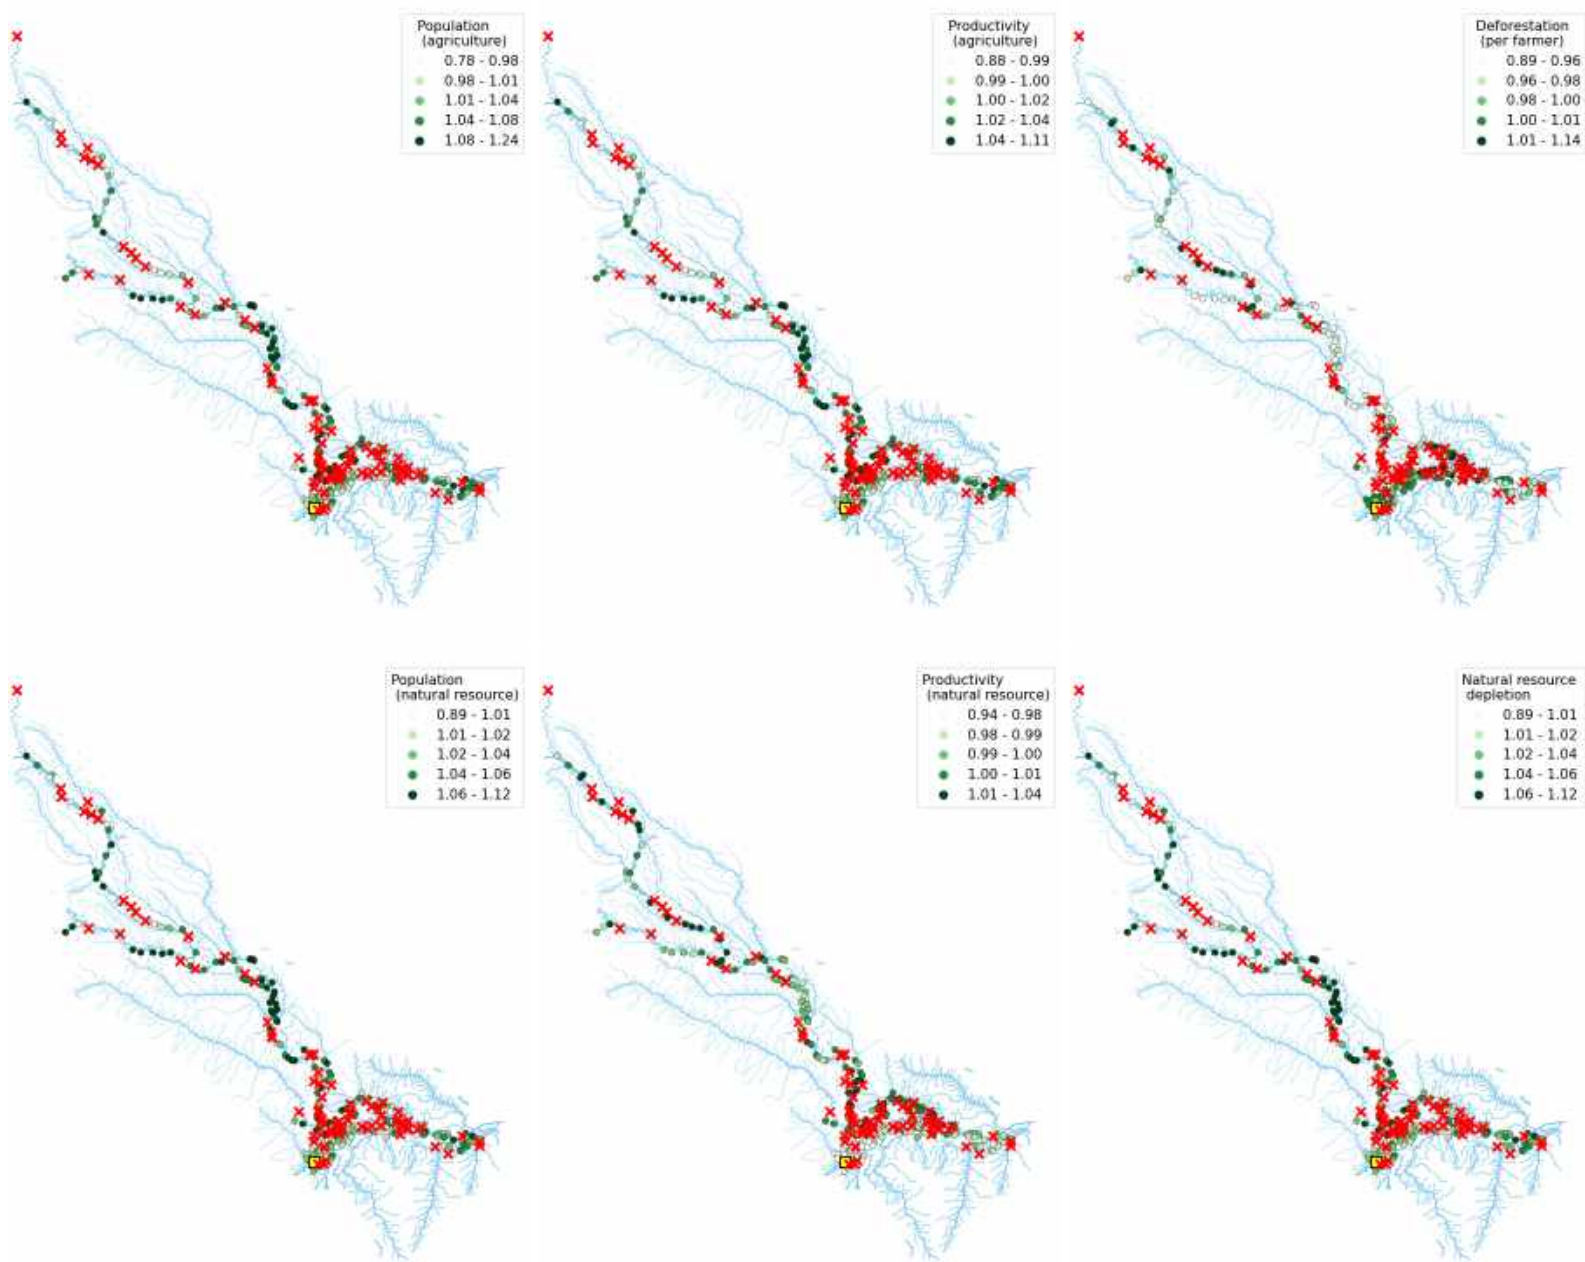 Population
(agriculture)
0.78 - 0.98
0.98 - 1.01
1.01 - 1.04
1.04 - 1.08
1.08 - 1.24
Productivity
(agriculture)
0.88 - 0.99
0.99 - 1.00
1.00 - 1.02
1.02 - 1.04
1.04 - 1.11
Deforestation
(per farmer)
0.89 - 0.96
0.96 - 0.98
0.98 - 1.00
1.00 - 1.01
1.01 - 1.14
Population
(natural resource)
0.89 - 1.01
1.01 - 1.02
1.02 - 1.04
1.04 - 1.06
1.06 - 1.12
Productivity
(natural resource)
0.94 - 0.98
0.98 - 0.99
0.99 - 1.00
1.00 - 1.01
1.01 - 1.04
Natural resource
depletion
0.89 - 1.01
1.01 - 1.02
1.02 - 1.04
1.04 - 1.06
1.06 - 1.12